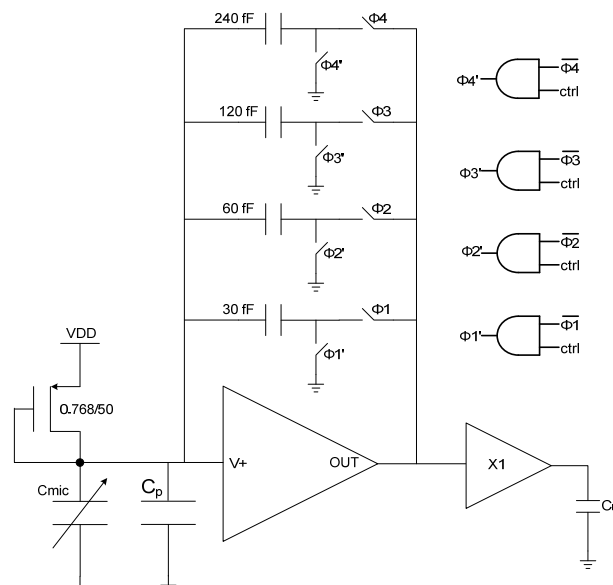 240 fF
Φ4
Φ4'
Φ4'
Φ4
ctrl
120 fF
Φ3
Φ3'
Φ3'
Φ3
ctrl
60 fF
Φ2
Φ2'
Φ2'
Φ2
ctrl
30 fF
Φ1
Φ1'
Φ1'
Φ1
ctrl
VDD
0.768/50
V+
OUT
X1
Cmic
Cp